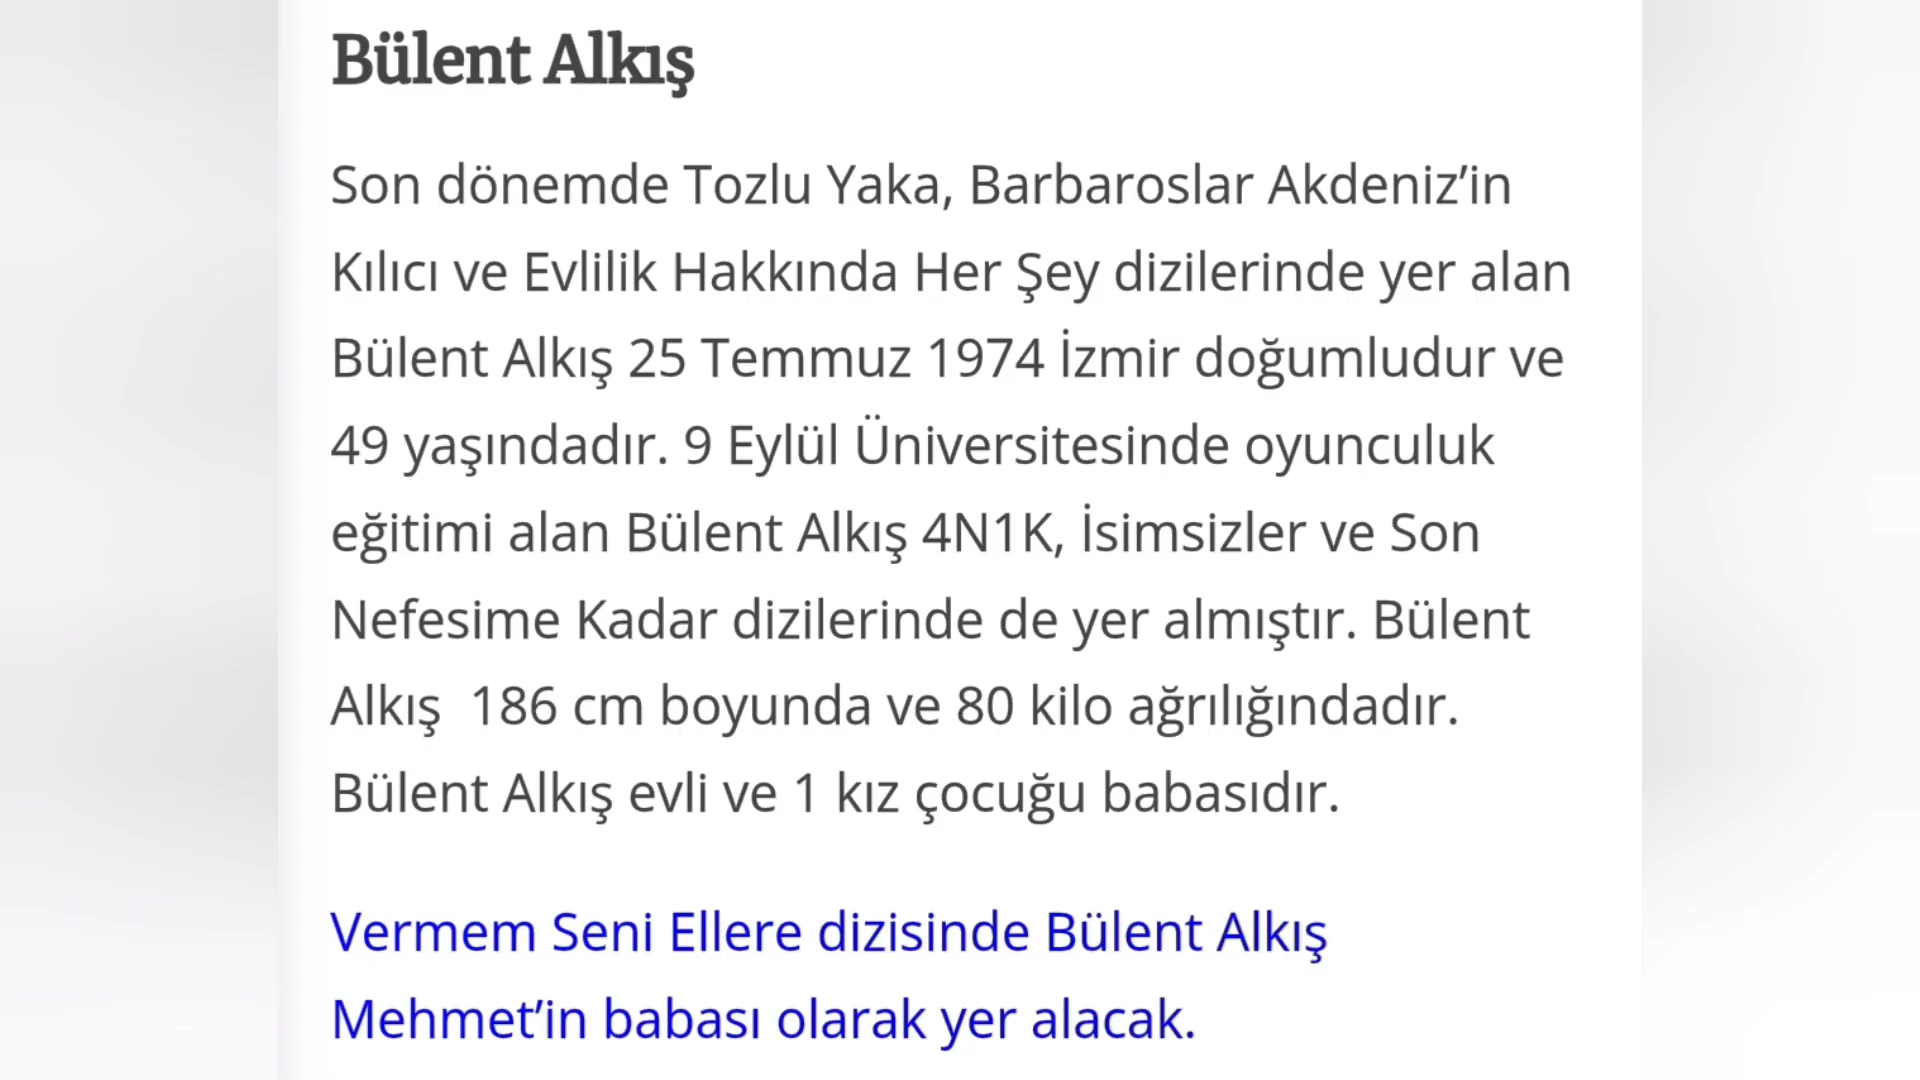 Bülent Alkış
Son dönemde Tozlu Yaka, Barbaroslar Akdeniz’in
Kılıcı ve Evlilik Hakkında Her Şey dizilerinde yer alan
Bülent Alkış 25 Temmuz 1974 İzmir doğumludur ve
49 yaşındadır. 9 Eylül Üniversitesinde oyunculuk
eğitimi alan Bülent Alkış 4N1K, İsimsizler ve Son
Nefesime Kadar dizilerinde de yer almıştır. Bülent
Alkış  186 cm boyunda ve 80 kilo ağrılığındadır.
Bülent Alkış evli ve 1 kız çocuğu babasıdır.
Vermem Seni Ellere dizisinde Bülent Alkış
Mehmet’in babası olarak yer alacak.